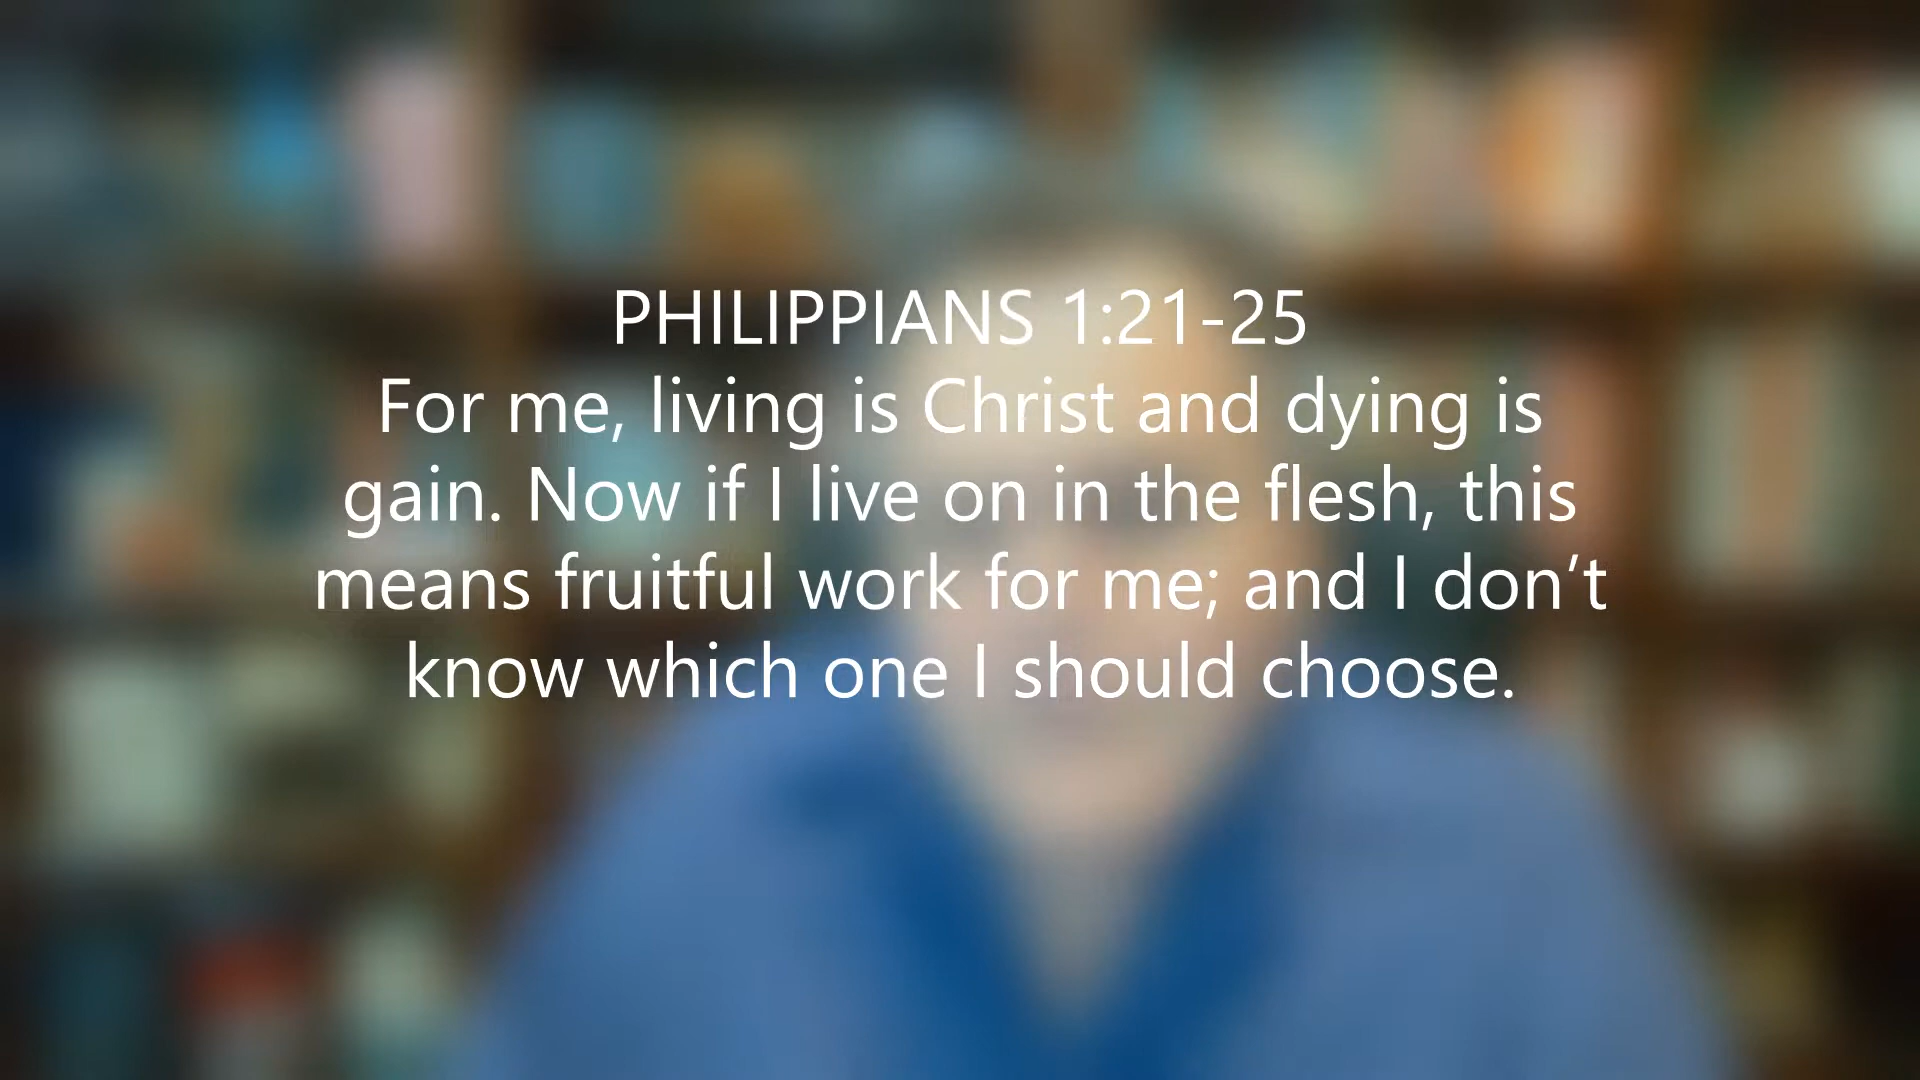 PHILIPPIANS 1:21-25
For me, living is Christ and dying is
gain. Now if I live on in the flesh, this
means fruitful work for me; and I don’t
know which one I should choose.